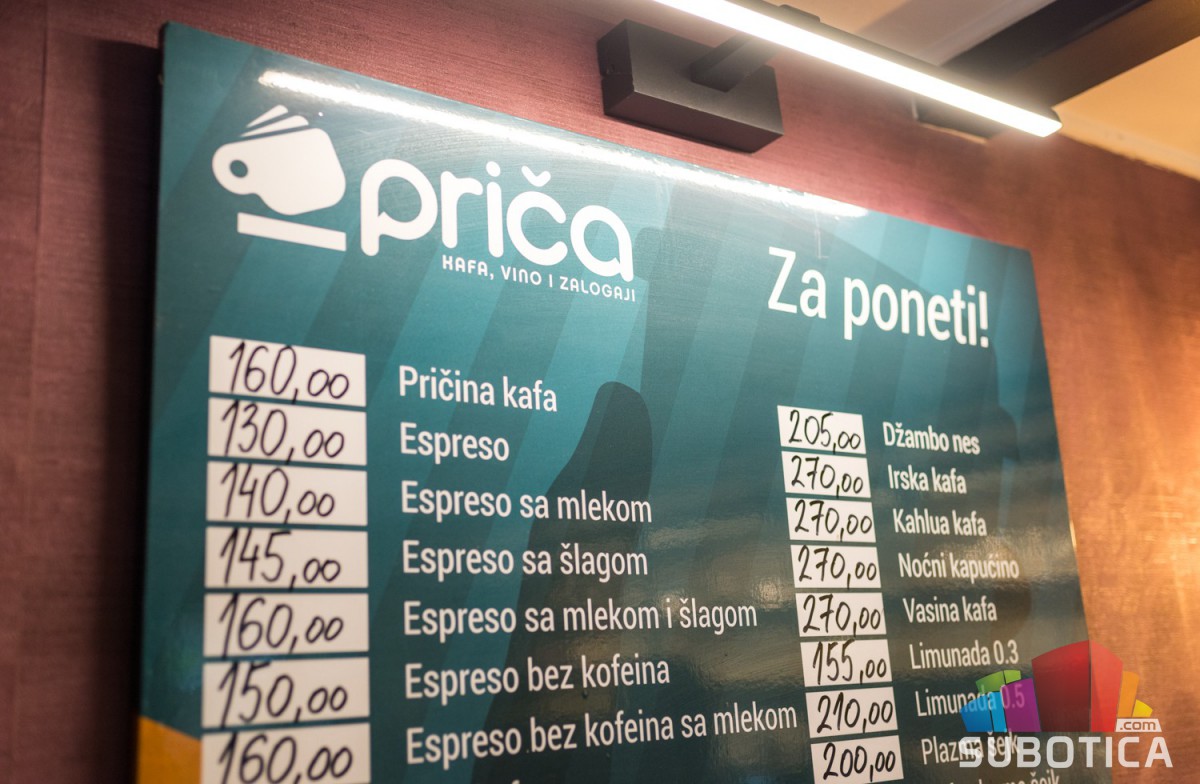 priča
KAFA, VINO I ZALOGAJI
Za poneti!
160,00 Pričina kafa
130,00 Espreso
140,00 Espreso sa mlekom
145,00 Espreso sa šlagom
160,00 Espreso sa mlekom i šlagom
150,00 Espreso bez kofeina
160,00 Espreso bez kofeina sa mlekom
205,00 Džambo nes
270,00 Irska kafa
270,00 Kahlua kafa
270,00 Noćni kapućino
270,00 Vasina kafa
155,00 Limunada 0.3
210,00 Limunada 0.5
200,00 Plazma šejk
.com
SUBOTICA